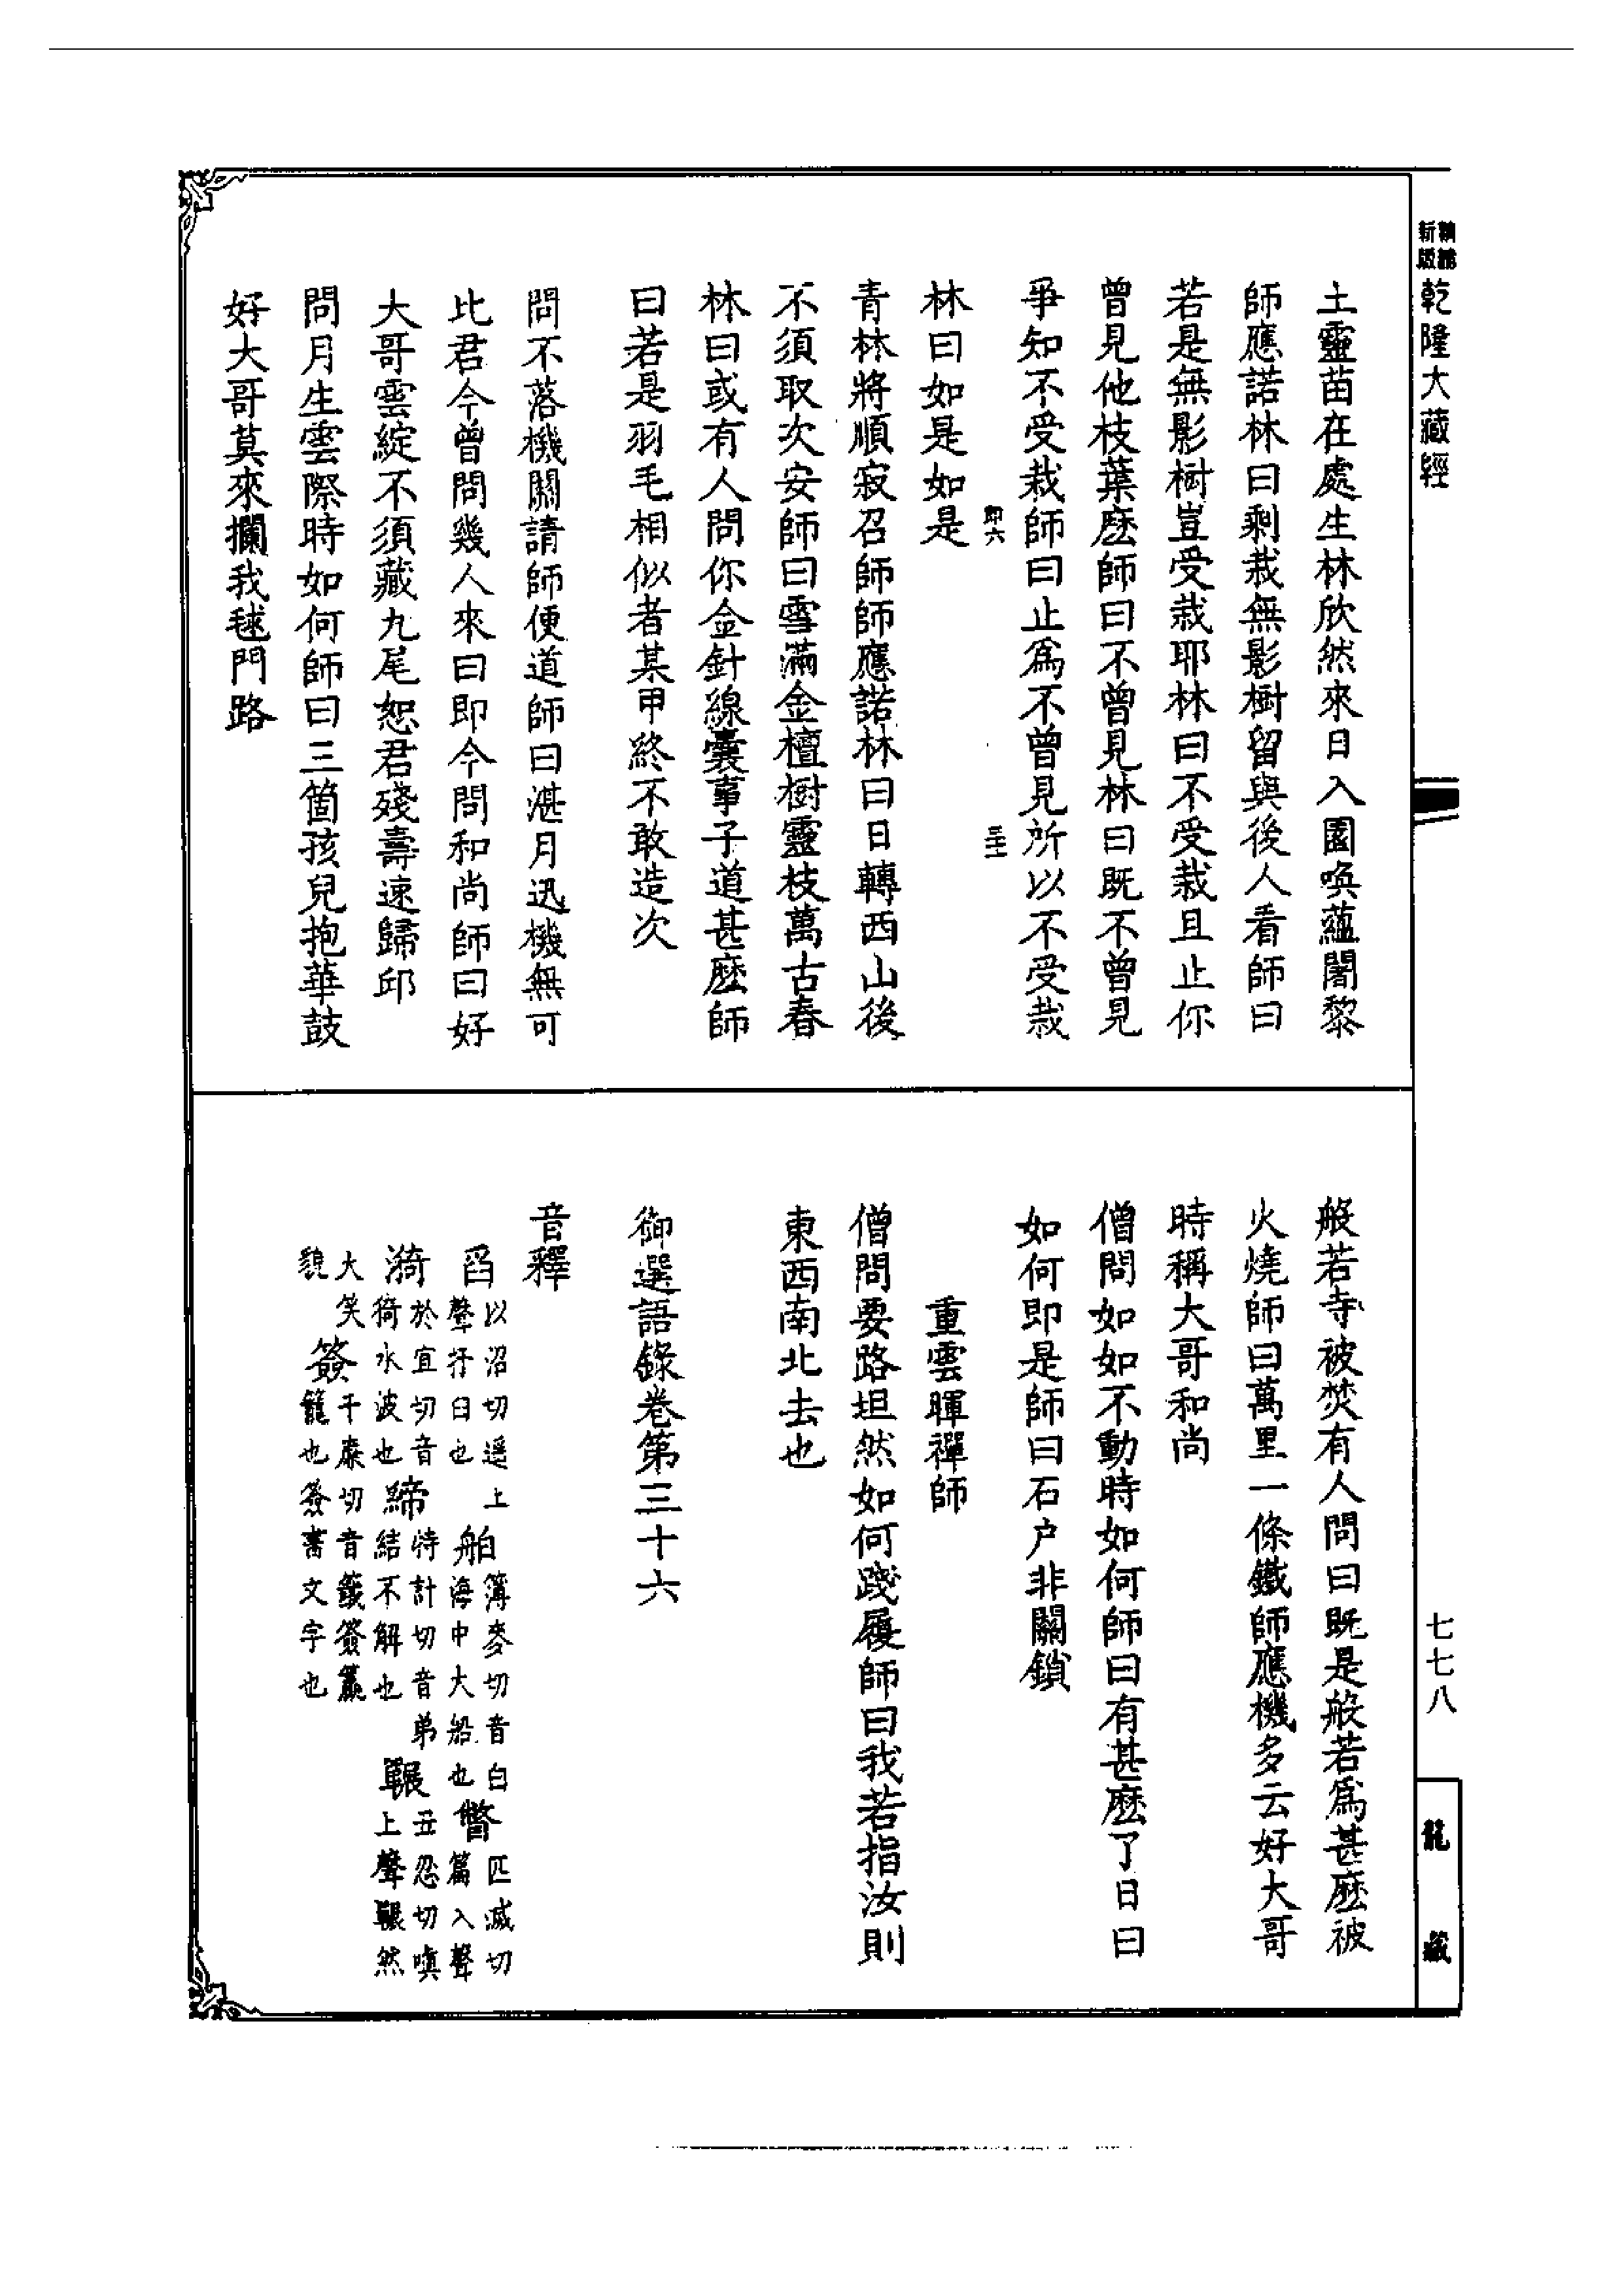 新編縮版乾隆大藏經
土靈苗在處生林欣然來日入園喚蘊闍黎
師應諾林曰剩栽無影樹留與後人看師曰
若是無影樹豈受栽耶林曰不受栽且止你
曾見他枝葉麽師曰不曾見林曰既不曾見
爭知不受栽師曰止爲不曾見所以不受栽
林曰如是如是
青林將順寂召師師應諾林曰日轉西山後
不須取次安師曰雪滿金檀樹靈枝萬古春
林曰或有人問你金針線囊事子道甚麽師
曰若是羽毛相似者某甲終不敢造次
問不落機關請師便道師曰湛月迅機無可
比君今曾問幾人來曰即今問和尚師曰好
大哥雲綻不須藏九尾恕君殘壽速歸邱
問月生雲際時如何師曰三箇孩兒抱華鼓
好大哥莫來攔我毬門路
般若寺被焚有人問曰既是般若爲甚麽被
火燒師曰萬里一條鐵師應機多云好大哥
時稱大哥和尚
僧問如如不動時如何師曰有甚麽了日曰
如何即是師曰石户非關鎖
重雲暉禪師
僧問要路坦然如何踐履師曰我若指汝則
東西南北去也
御選語錄卷第三十六
音釋
舀以沼切遥上聲抒臼也 舶簿麥切音白海中大船也 憋匹滅切篇入聲
漪於宜切音猗水波也 締特計切音弟結不解也 囅丑忍切嗔上聲囅然
大笑貌 簽千廉切音籤簽籯籠也簽書文字也
七七八
龍藏